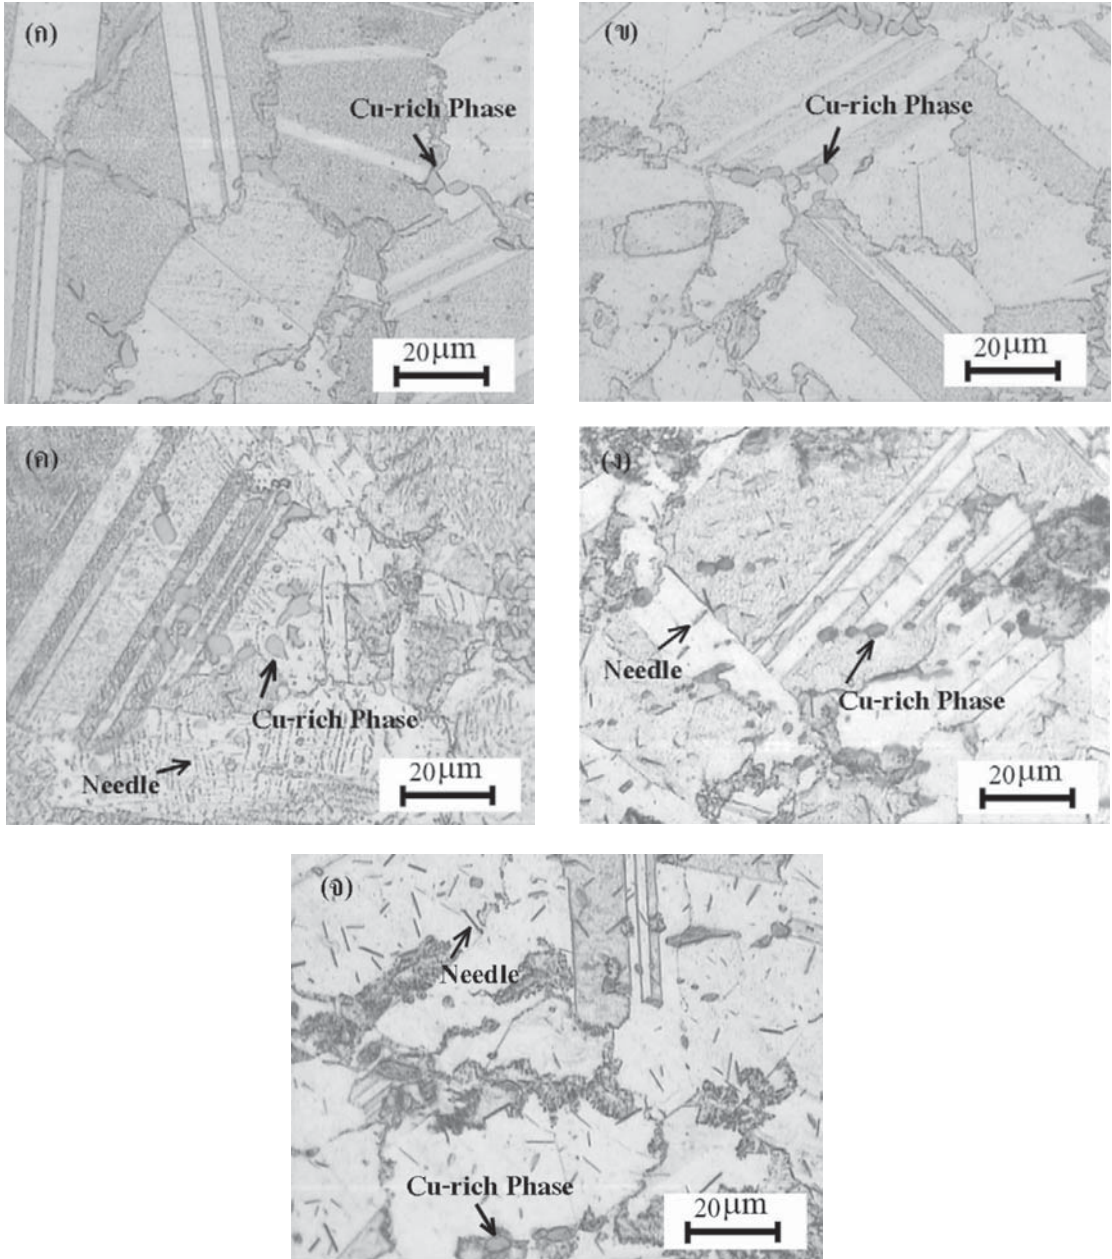 (ก)
Cu-rich Phase
20μm
(ข)
Cu-rich Phase
20μm
(ค)
Cu-rich Phase
Needle
20μm
(ง)
Needle
Cu-rich Phase
20μm
(จ)
Needle
Cu-rich Phase
20μm